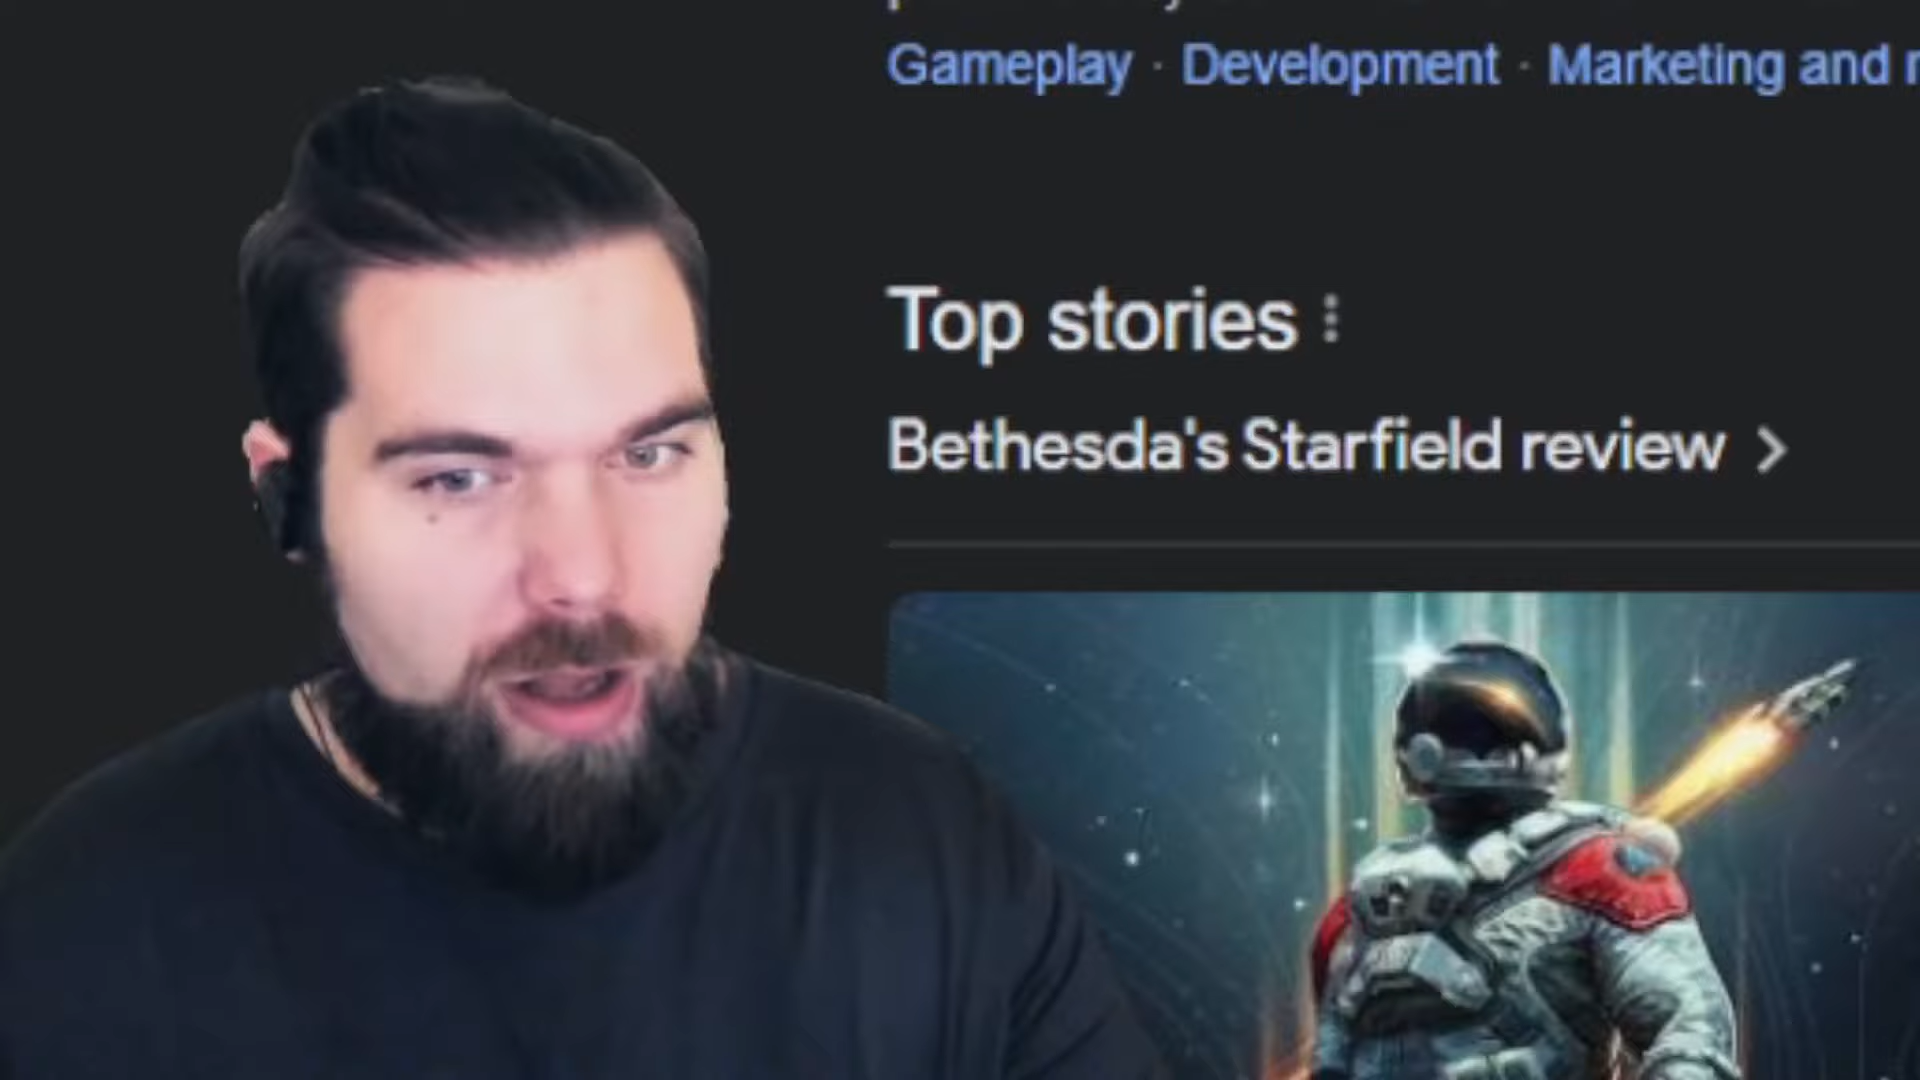 Gameplay · Development · Marketing and
Top stories
Bethesda's Starfield review